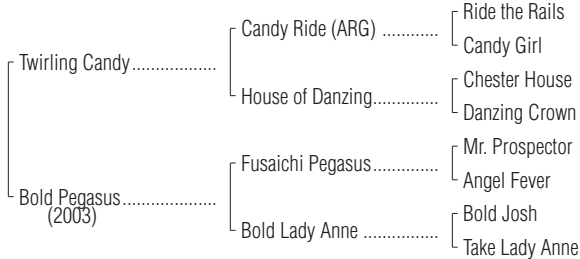 Ride the Rails
Candy Ride (ARG) ............
Candy Girl
Twirling Candy..................
Chester House
House of Danzing..............
Danzing Crown
Mr. Prospector
Fusaichi Pegasus..............
Angel Fever
Bold Pegasus....................
(2003)
Bold Josh
Bold Lady Anne ................
Take Lady Anne